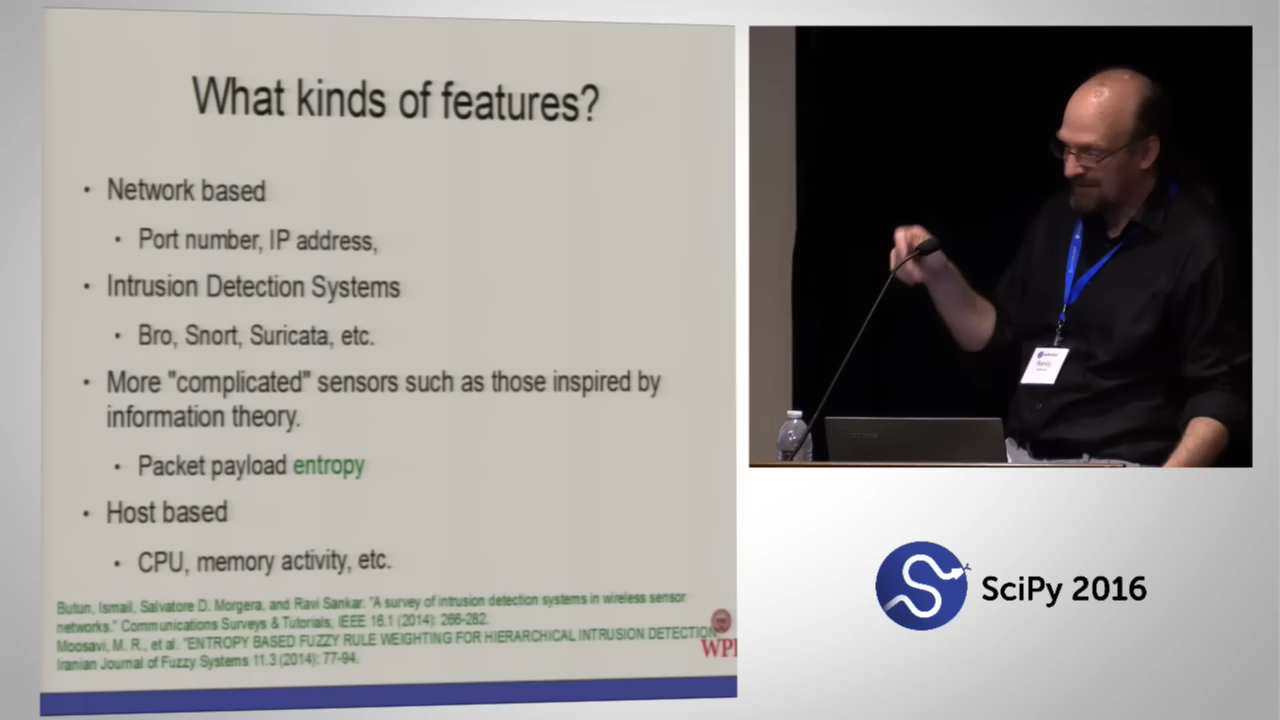 What kinds of features?
• Network based
• Port number, IP address,
• Intrusion Detection Systems
• Bro, Snort, Suricata, etc.
• More "complicated" sensors such as those inspired by
information theory.
• Packet payload entropy
• Host based
• CPU, memory activity, etc.
Butun, Ismail, Salvatore D. Morgera, and Ravi Sankar. "A survey of intrusion detection systems in wireless sensor
networks." Communications Surveys & Tutorials, IEEE 16.1 (2014): 266-282.
Moosavi, M. R., et al. "ENTROPY BASED FUZZY RULE WEIGHTING FOR HIERARCHICAL INTRUSION DETECTION
Iranian Journal of Fuzzy Systems 11.3 (2014): 77-94.
WPI
Randy
SciPy 2016